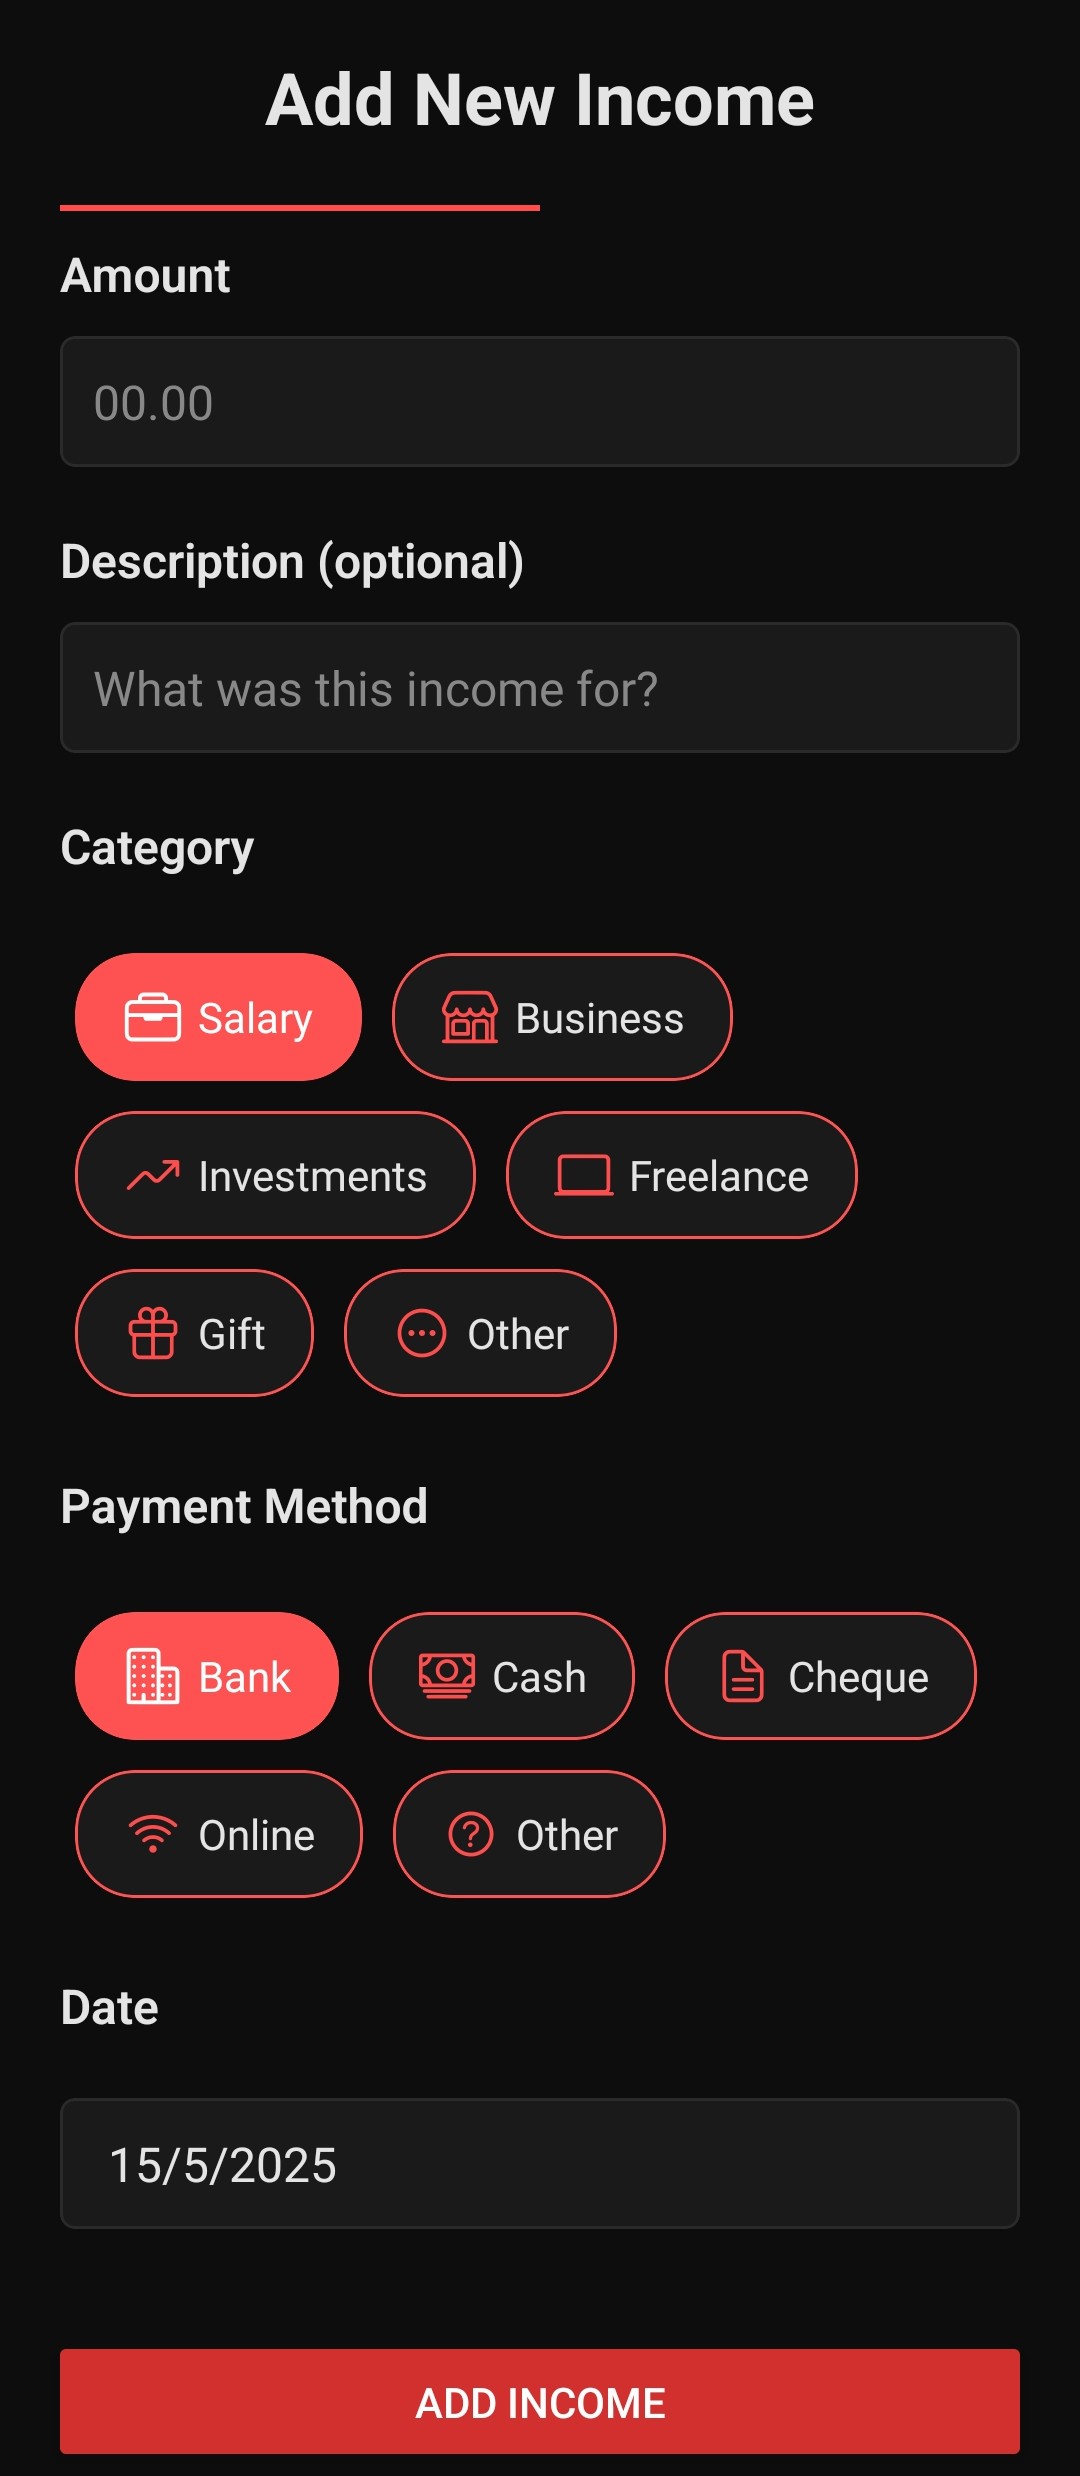 Add New Income
Amount
00.00
Description (optional)
What was this income for?
Category
Salary Business
Investments Freelance
Gift Other
Payment Method
Bank Cash Cheque
Online Other
Date
15/5/2025
ADD INCOME